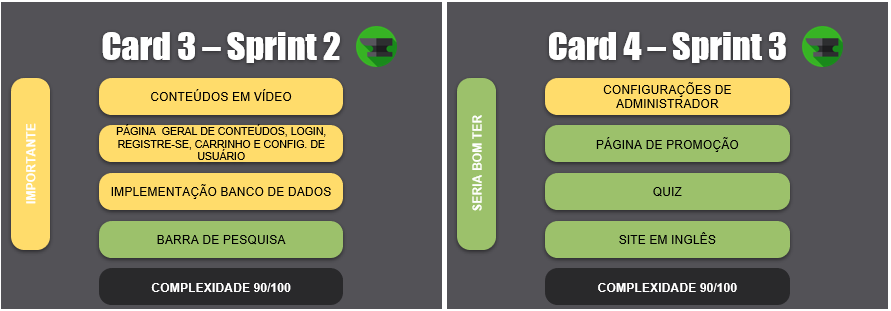 Card 3 – Sprint 2
IMPORTANTE
CONTEÚDOS EM VÍDEO
PÁGINA GERAL DE CONTEÚDOS, LOGIN,
REGISTRE-SE, CARRINHO E CONFIG. DE
USUÁRIO
IMPLEMENTAÇÃO BANCO DE DADOS
BARRA DE PESQUISA
COMPLEXIDADE 90/100
Card 4 – Sprint 3
SERIA BOM TER
CONFIGURAÇÕES DE
ADMINISTRADOR
PÁGINA DE PROMOÇÃO
QUIZ
SITE EM INGLÊS
COMPLEXIDADE 90/100